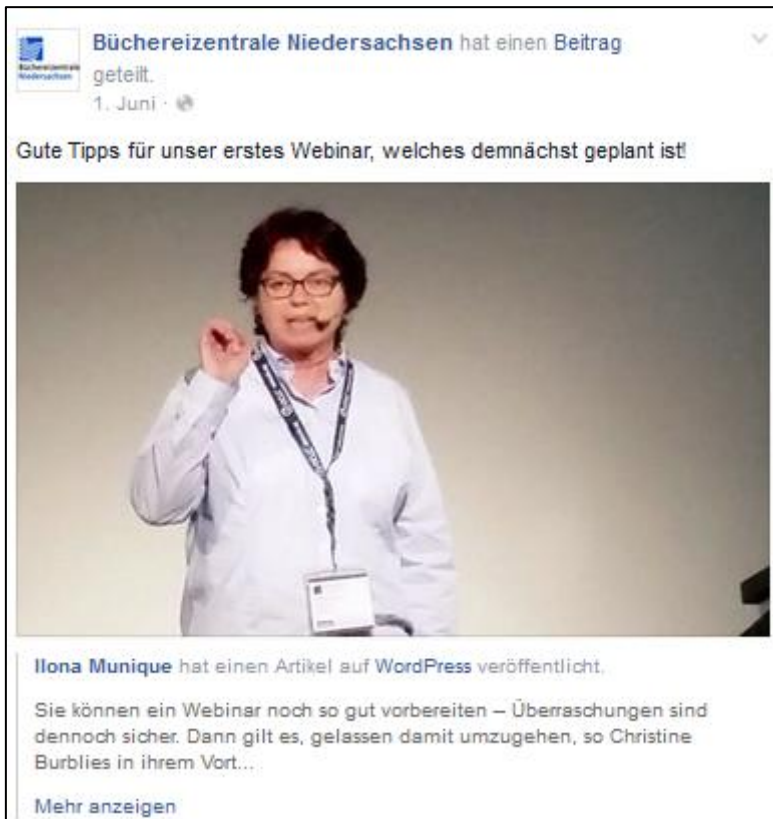 Büchereizentrale Niedersachsen hat einen Beitrag
geteilt.
1. Juni ·
Büchereizentrale
Niedersachsen
Gute Tipps für unser erstes Webinar, welches demnächst geplant ist!
Ilona Munique hat einen Artikel auf WordPress veröffentlicht.
Sie können ein Webinar noch so gut vorbereiten – Überraschungen sind
dennoch sicher. Dann gilt es, gelassen damit umzugehen, so Christine
Burblies in ihrem Vort...
Mehr anzeigen